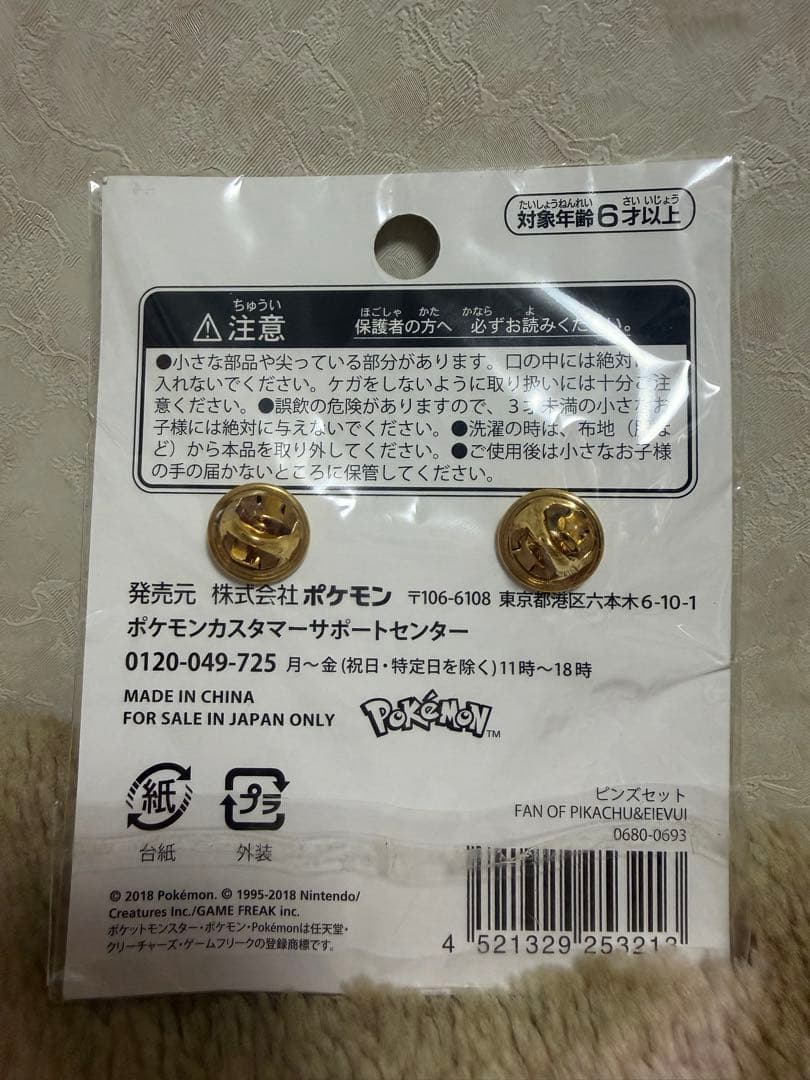 たいしょうねんれい さい いじょう
対象年齢6才以上
ちゅうい ほごしゃ かた かなら よ
⚠注意 保護者の方へ 必ずお読みください。
●小さな部品や尖っている部分があります。口の中には絶対に
入れないでください。ケガをしないように取り扱いには十分ご注
意ください。●誤飲の危険がありますので、3才未満の小さなお
子様には絶対に与えないでください。●洗濯の時は、布地（服など
）から本品を取り外してください。●ご使用後は小さなお子様
の手の届かないところに保管してください。
発売元 株式会社ポケモン 〒106-6108 東京都港区六本木6-10-1
ポケモンカスタマーサポートセンター
0120-049-725 月～金(祝日・特定日を除く)11時～18時
MADE IN CHINA
FOR SALE IN JAPAN ONLY
POKéMON TM
紙 プラ
台紙 外装
ピンズセット
FAN OF PIKACHU&EIEVUI
0680-0693
© 2018 Pokémon. © 1995-2018 Nintendo/
Creatures Inc./GAME FREAK inc.
ポケットモンスター・ポケモン・Pokémonは任天堂・
クリーチャーズ・ゲームフリークの登録商標です。
4 521329 253213